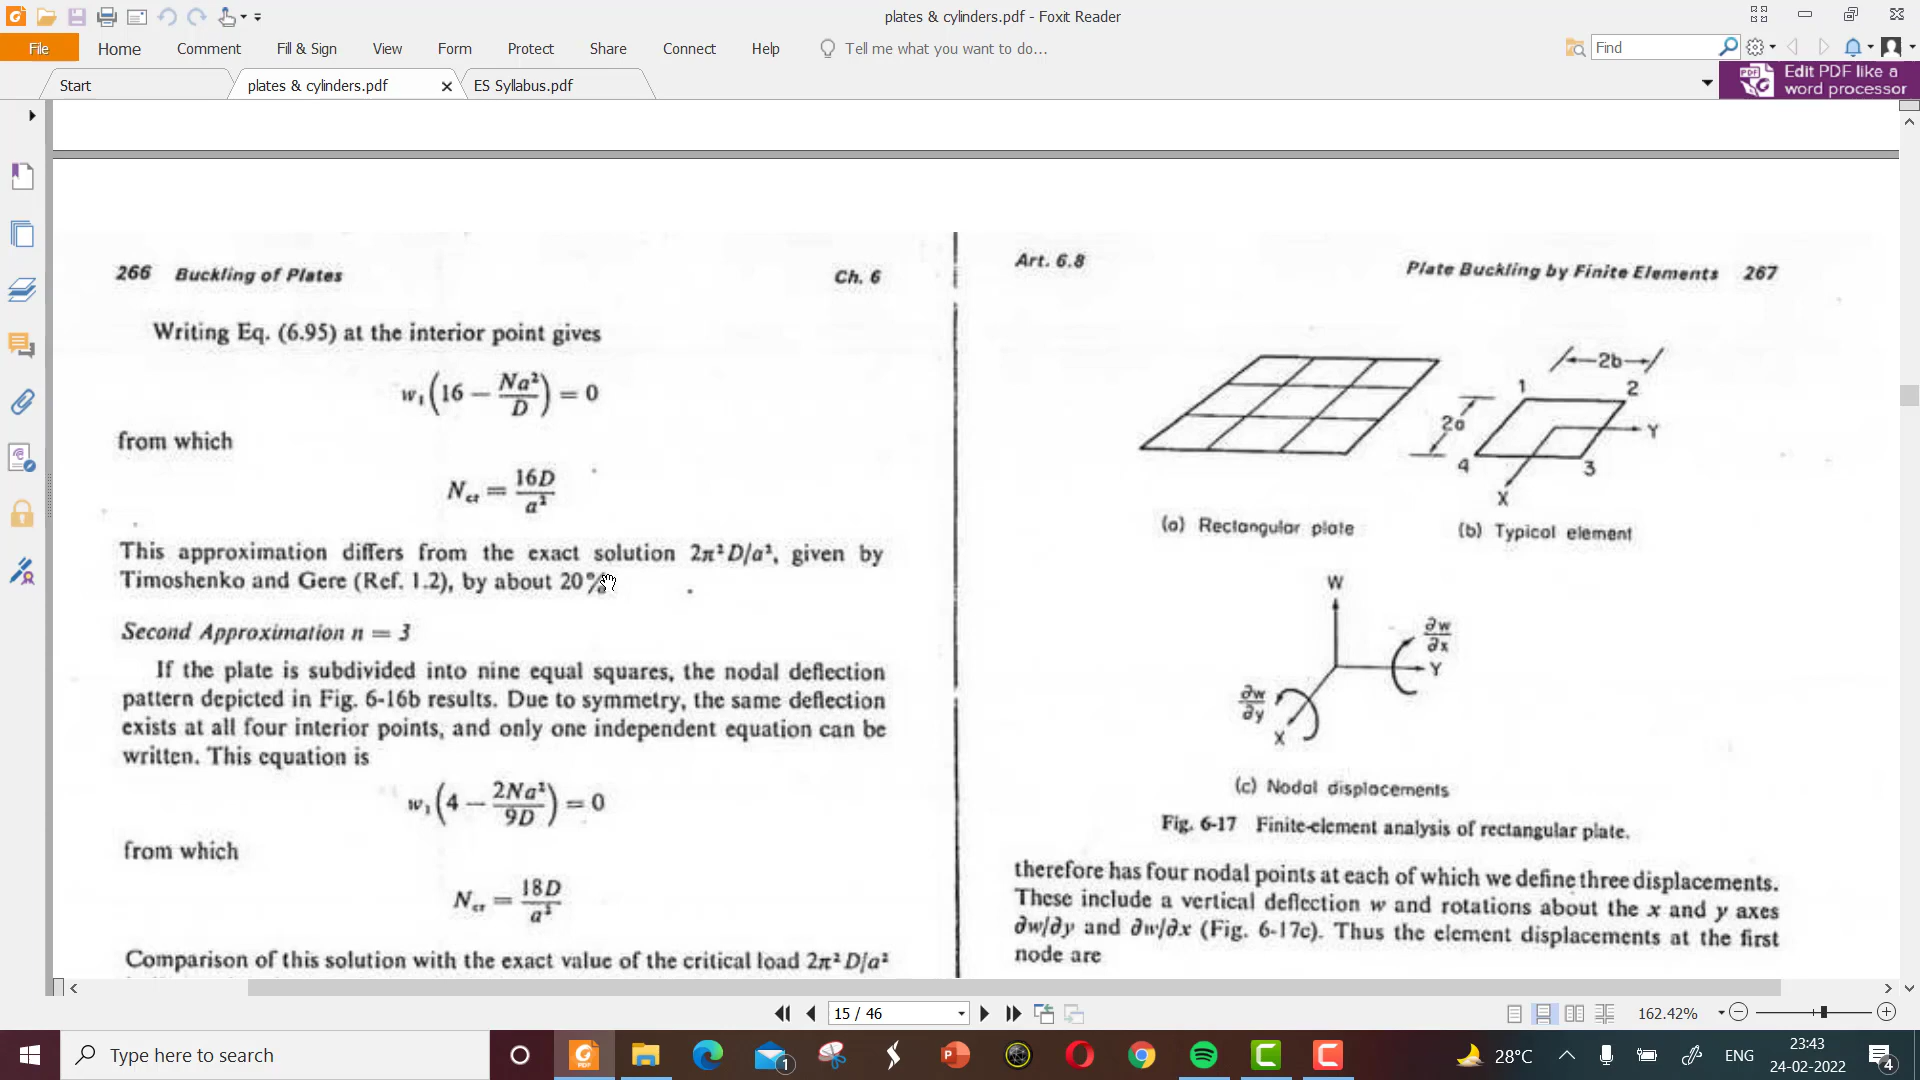 plates & cylinders.pdf - Foxit Reader
File Home Comment Fill & Sign View Form Protect Share Connect Help Tell me what you want to do... Find
Start plates & cylinders.pdf ES Syllabus.pdf
Edit PDF like a
word processor
266 Buckling of Plates Ch. 6
Writing Eq. (6.95) at the interior point gives
w₁(16 − Na²/D) = 0
from which
N_cr = 16D/a²
This approximation differs from the exact solution 2π²D/a², given by
Timoshenko and Gere (Ref. 1.2), by about 20%.
Second Approximation n = 3
If the plate is subdivided into nine equal squares, the nodal deflection
pattern depicted in Fig. 6-16b results. Due to symmetry, the same deflection
exists at all four interior points, and only one independent equation can be
written. This equation is
w₁(4 − 2Na²/9D) = 0
from which
N_cr = 18D/a²
Comparison of this solution with the exact value of the critical load 2π²D/a²
Art. 6.8 Plate Buckling by Finite Elements 267
2b
1 2
2a
Y
4 3
X
(a) Rectangular plate (b) Typical element
W
∂w/∂x
Y
∂w/∂y
X
(c) Nodal displacements
Fig. 6-17 Finite-element analysis of rectangular plate.
therefore has four nodal points at each of which we define three displacements.
These include a vertical deflection w and rotations about the x and y axes
∂w/∂y and ∂w/∂x (Fig. 6-17c). Thus the element displacements at the first
node are
15 / 46 162.42%
Type here to search 1 28°C ENG 23:43
24-02-2022 4